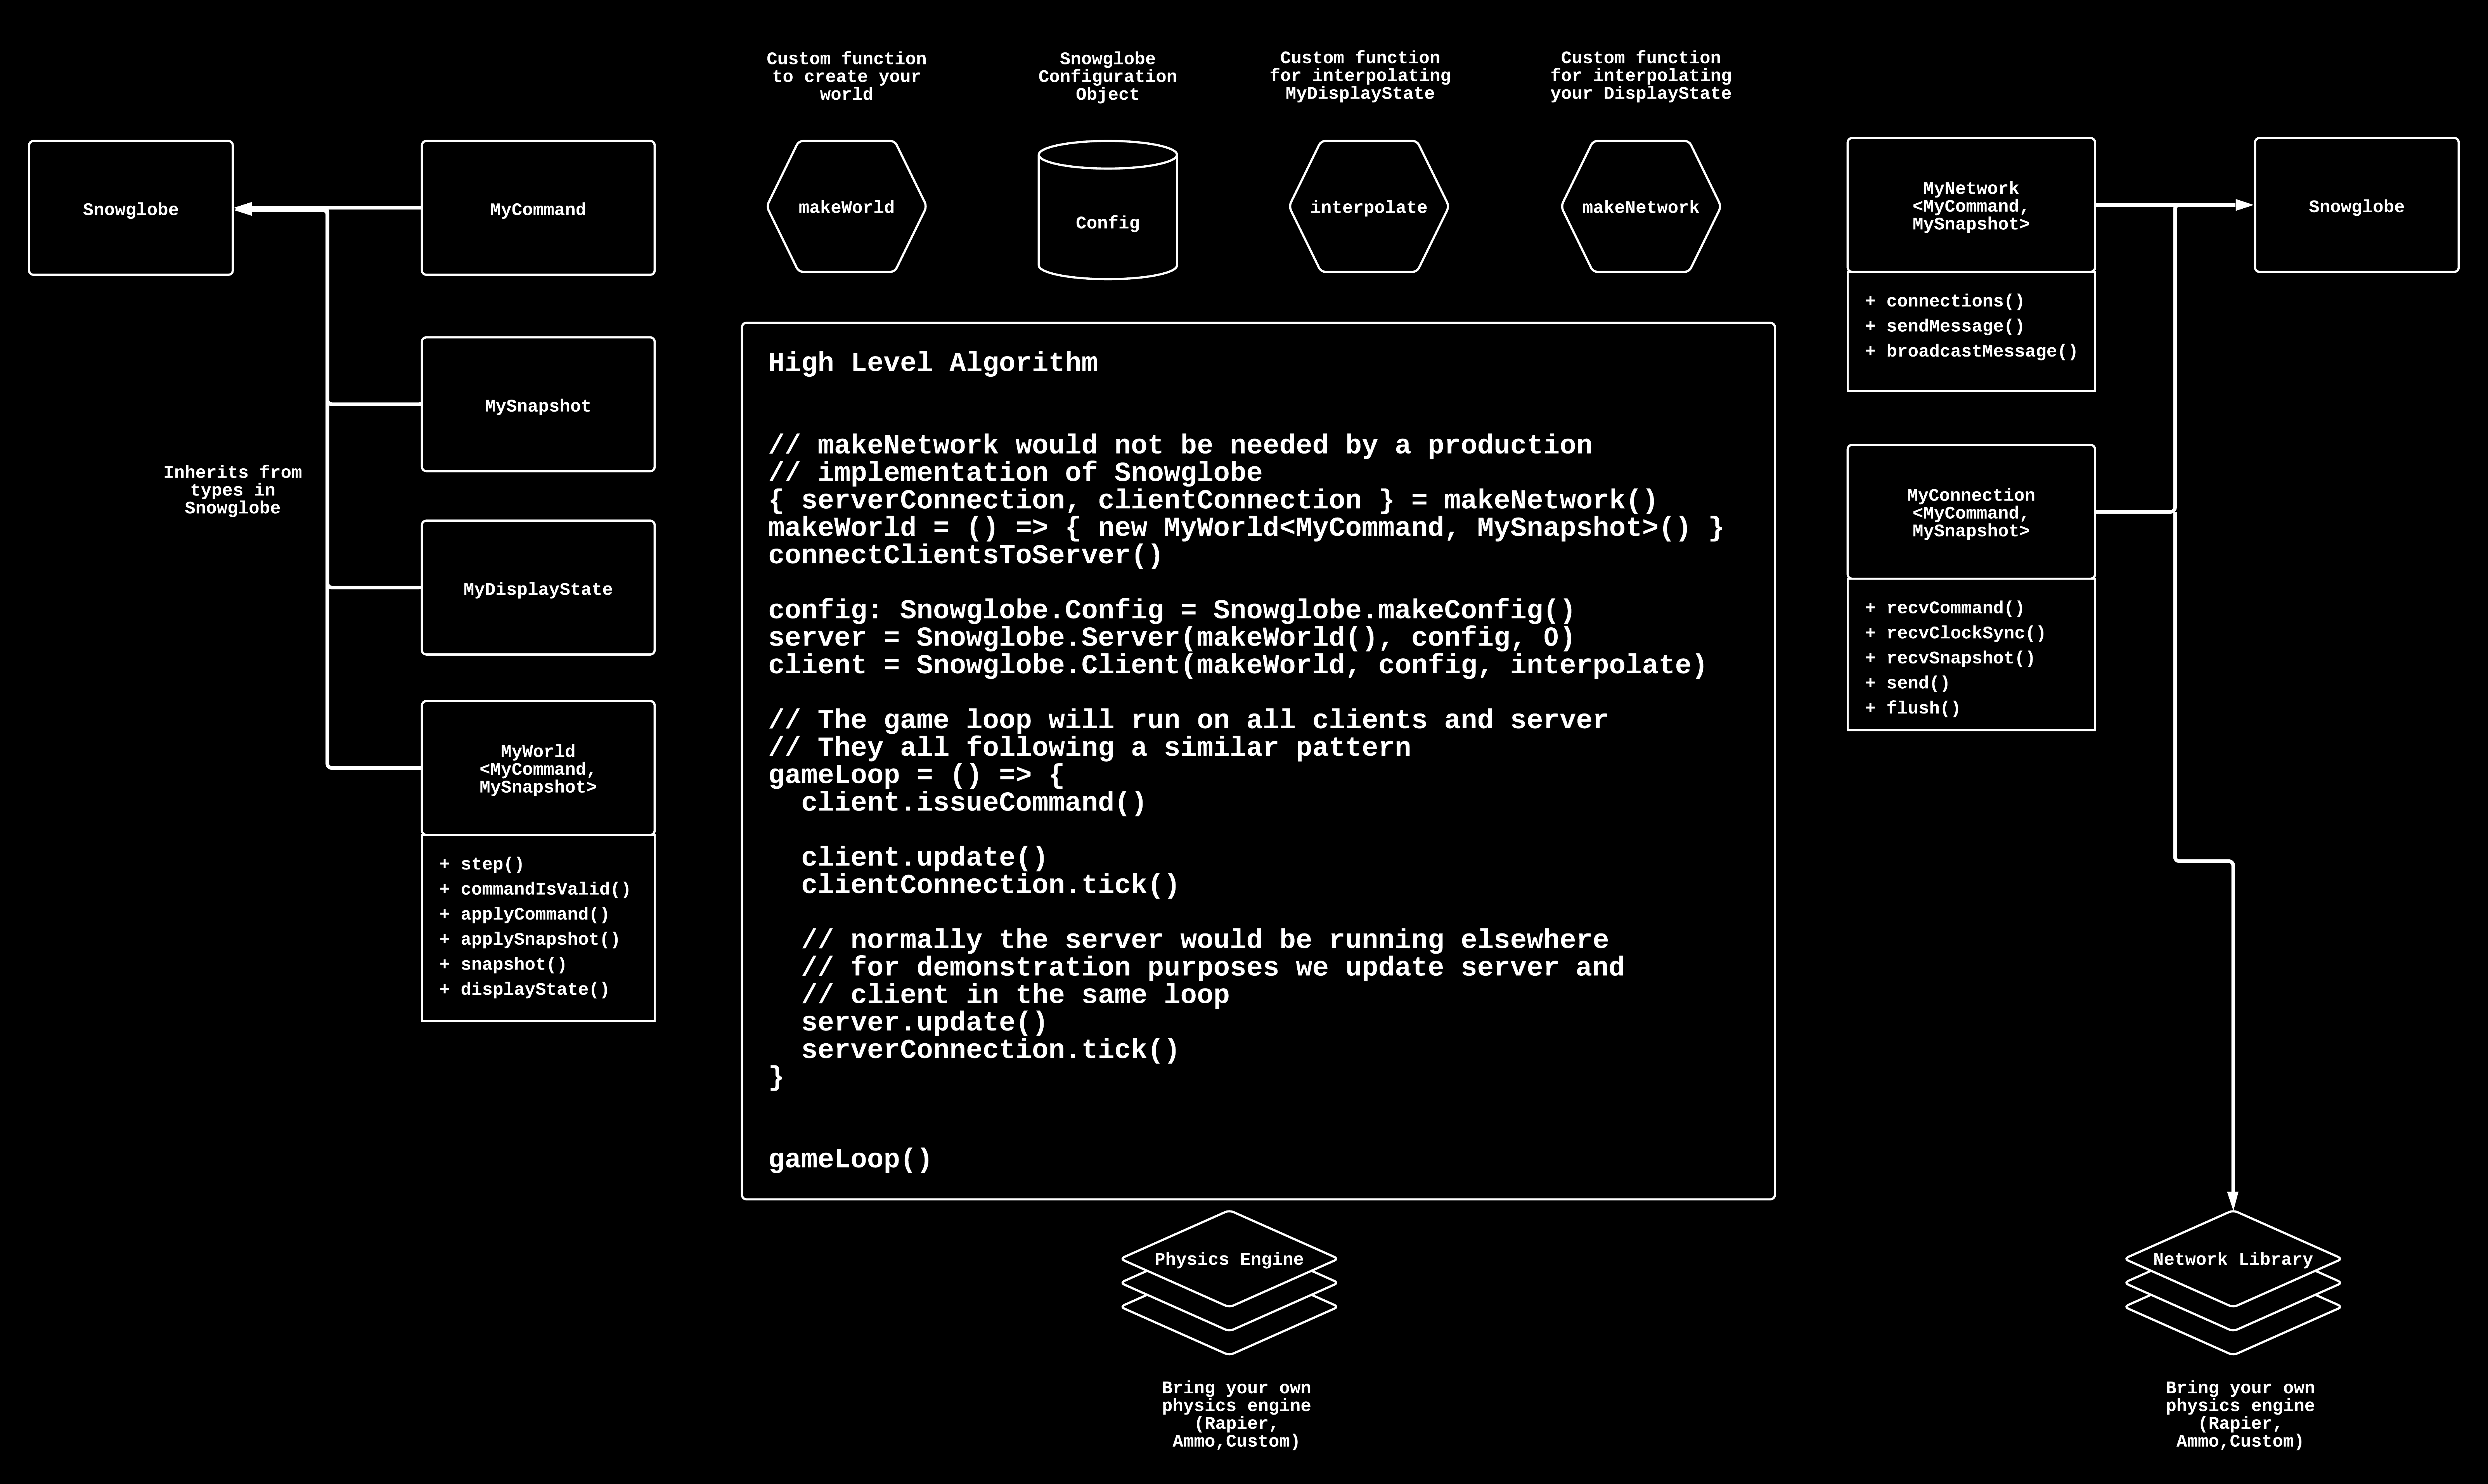 Custom function
to create your
world
Snowglobe
Configuration
Object
Custom function
for interpolating
MyDisplayState
Custom function
for interpolating
your DisplayState
Snowglobe
MyCommand
makeWorld
Config
interpolate
makeNetwork
MyNetwork
<MyCommand,
MySnapshot>
+ connections()
+ sendMessage()
+ broadcastMessage()
Snowglobe
MySnapshot
Inherits from
types in
Snowglobe
MyDisplayState
MyWorld
<MyCommand,
MySnapshot>
+ step()
+ commandIsValid()
+ applyCommand()
+ applySnapshot()
+ snapshot()
+ displayState()
High Level Algorithm
// makeNetwork would not be needed by a production
// implementation of Snowglobe
{ serverConnection, clientConnection } = makeNetwork()
makeWorld = () => { new MyWorld<MyCommand, MySnapshot>() }
connectClientsToServer()
config: Snowglobe.Config = Snowglobe.makeConfig()
server = Snowglobe.Server(makeWorld(), config, 0)
client = Snowglobe.Client(makeWorld, config, interpolate)
// The game loop will run on all clients and server
// They all following a similar pattern
gameLoop = () => {
  client.issueCommand()
  client.update()
  clientConnection.tick()
  // normally the server would be running elsewhere
  // for demonstration purposes we update server and
  // client in the same loop
  server.update()
  serverConnection.tick()
}
gameLoop()
MyConnection
<MyCommand,
MySnapshot>
+ recvCommand()
+ recvClockSync()
+ recvSnapshot()
+ send()
+ flush()
Physics Engine
Bring your own
physics engine
(Rapier,
Ammo,Custom)
Network Library
Bring your own
physics engine
(Rapier,
Ammo,Custom)